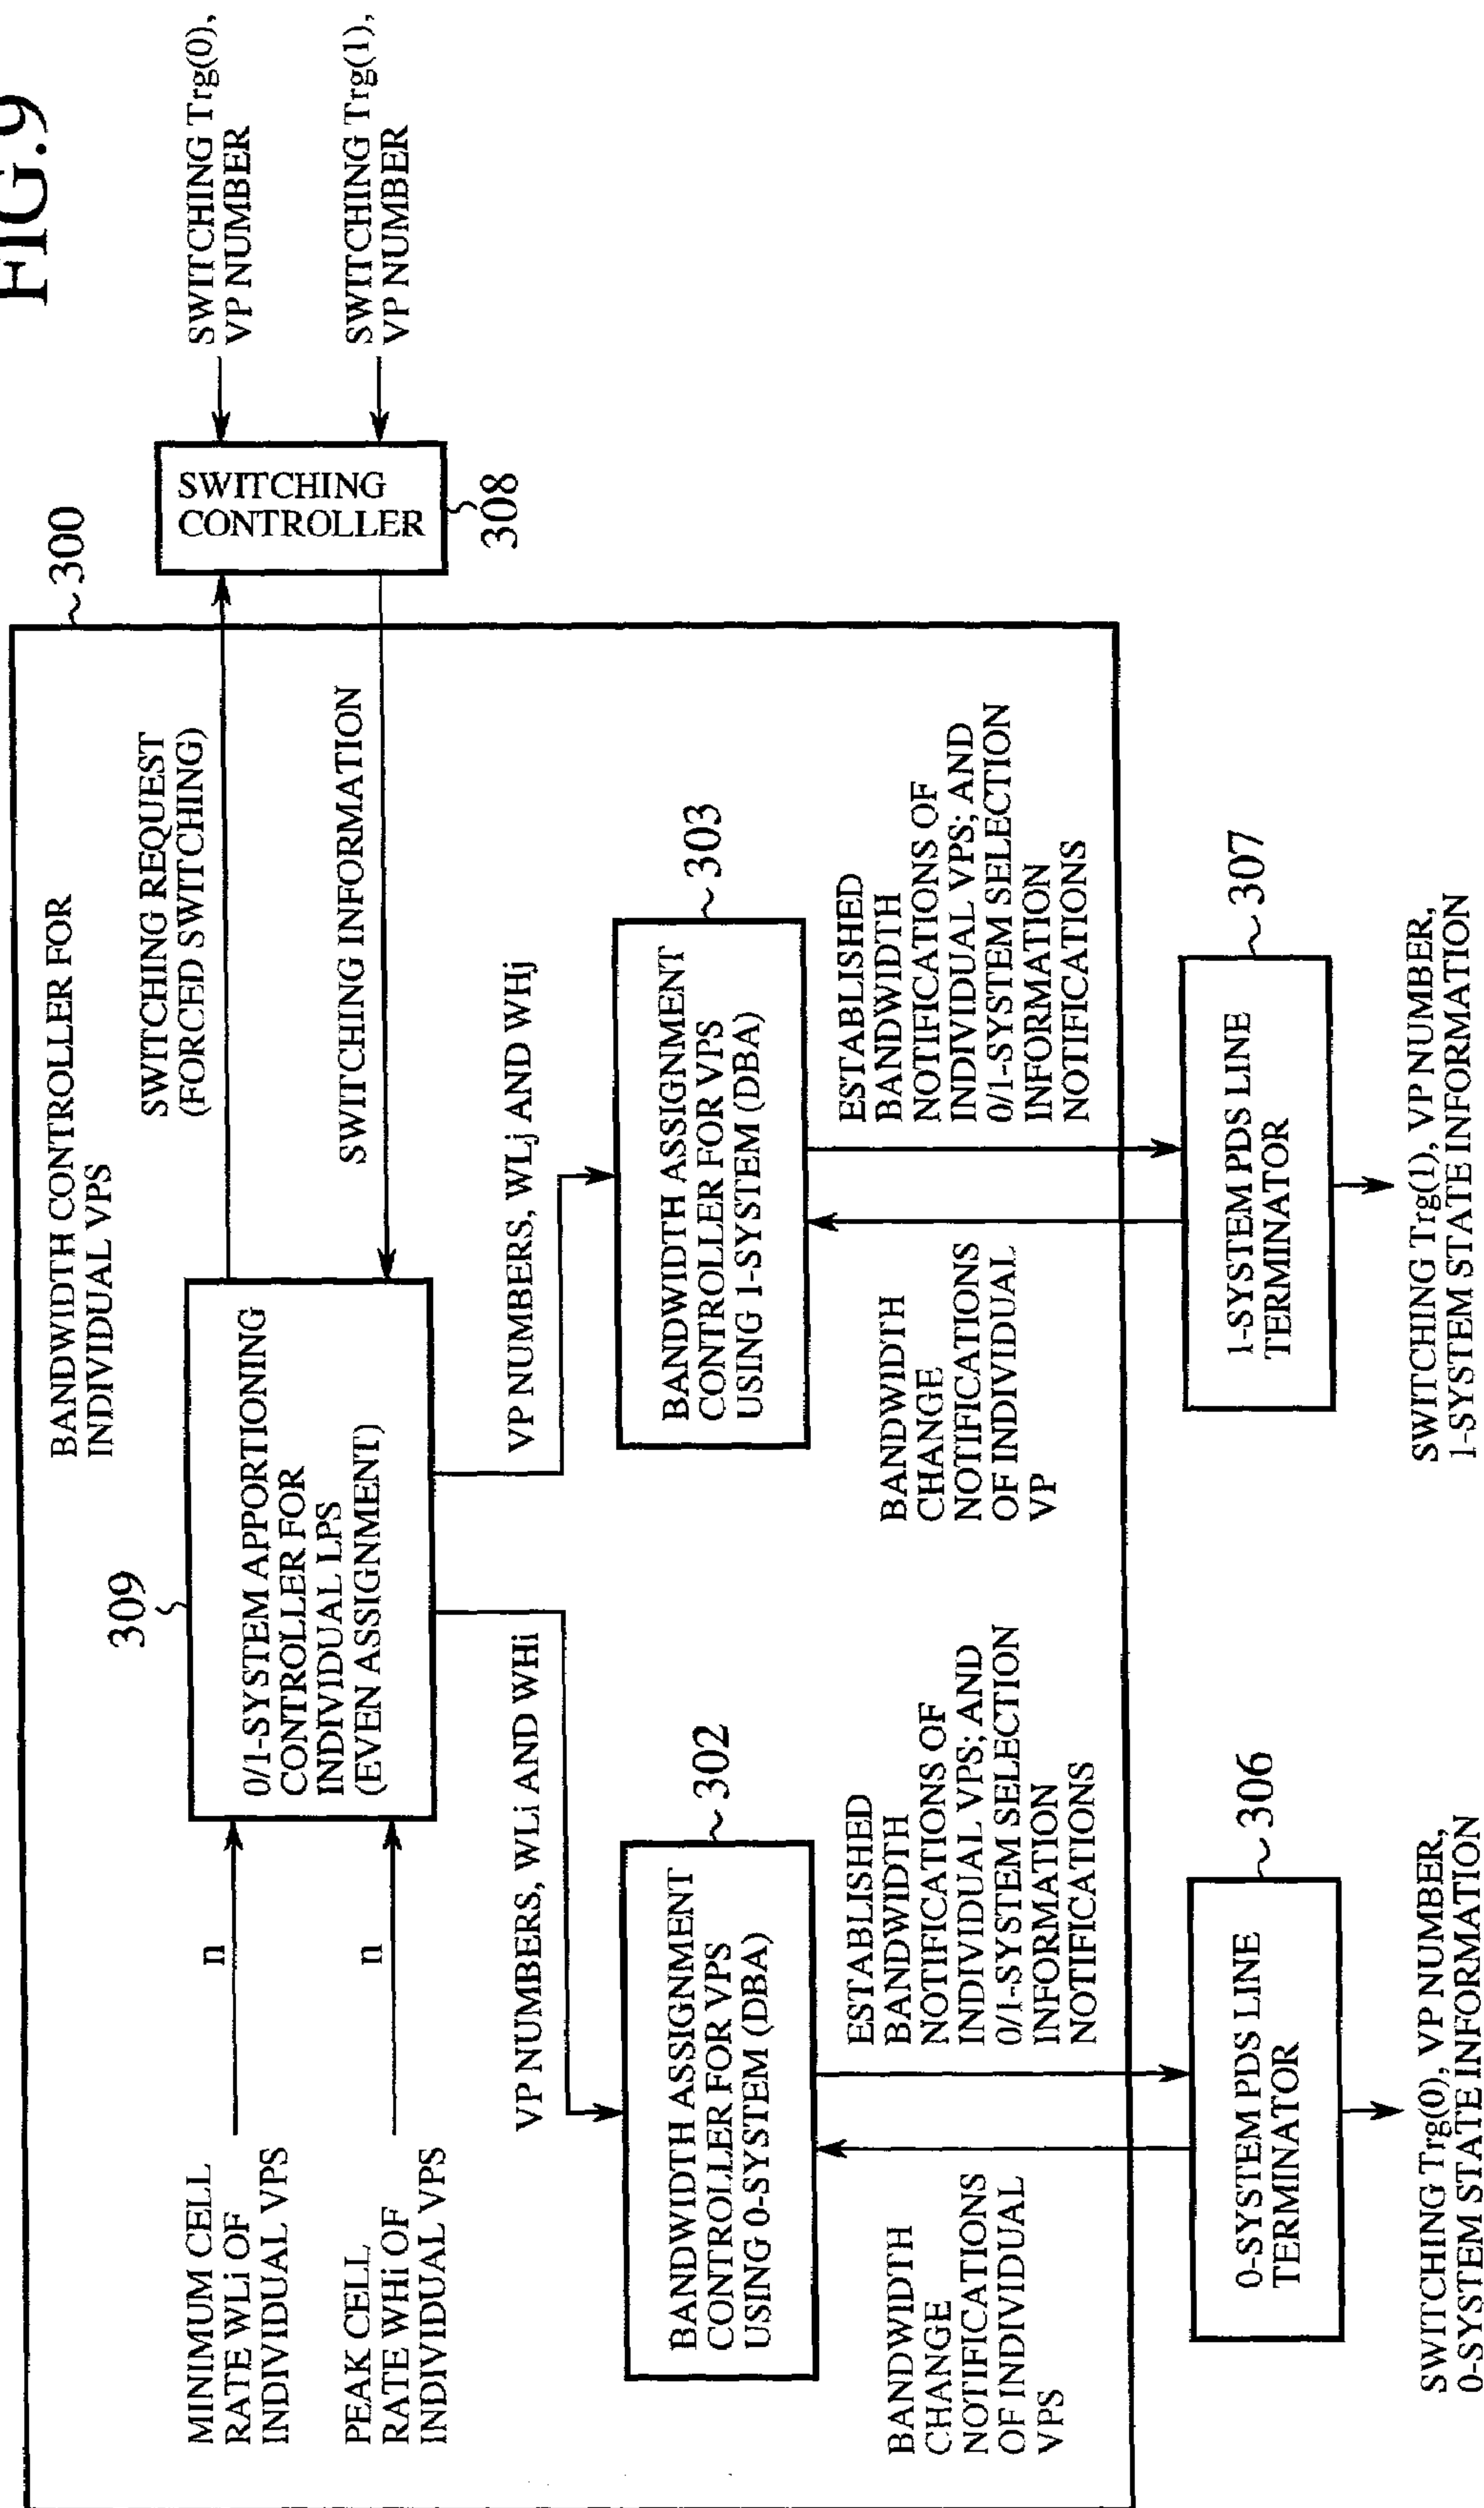 FIG.9
300
BANDWIDTH CONTROLLER FOR
INDIVIDUAL VPS
MINIMUM CELL
RATE WLi OF
INDIVIDUAL VPS
n
PEAK CELL
RATE WHi OF
INDIVIDUAL VPS
n
309
0/1-SYSTEM APPORTIONING
CONTROLLER FOR
INDIVIDUAL LPS
(EVEN ASSIGNMENT)
SWITCHING REQUEST
(FORCED SWITCHING)
SWITCHING INFORMATION
SWITCHING
CONTROLLER
308
SWITCHING Trg(0),
VP NUMBER
SWITCHING Trg(1),
VP NUMBER
VP NUMBERS, WLi AND WHi
VP NUMBERS, WLj AND WHj
302
BANDWIDTH ASSIGNMENT
CONTROLLER FOR VPS
USING 0-SYSTEM (DBA)
303
BANDWIDTH ASSIGNMENT
CONTROLLER FOR VPS
USING 1-SYSTEM (DBA)
BANDWIDTH
CHANGE
NOTIFICATIONS
OF INDIVIDUAL
VPS
ESTABLISHED
BANDWIDTH
NOTIFICATIONS OF
INDIVIDUAL VPS; AND
0/1-SYSTEM SELECTION
INFORMATION
NOTIFICATIONS
BANDWIDTH
CHANGE
NOTIFICATIONS
OF INDIVIDUAL
VP
ESTABLISHED
BANDWIDTH
NOTIFICATIONS OF
INDIVIDUAL VPS; AND
0/1-SYSTEM SELECTION
INFORMATION
NOTIFICATIONS
306
0-SYSTEM PDS LINE
TERMINATOR
307
1-SYSTEM PDS LINE
TERMINATOR
SWITCHING Trg(0), VP NUMBER,
0-SYSTEM STATE INFORMATION
SWITCHING Trg(1), VP NUMBER,
1-SYSTEM STATE INFORMATION